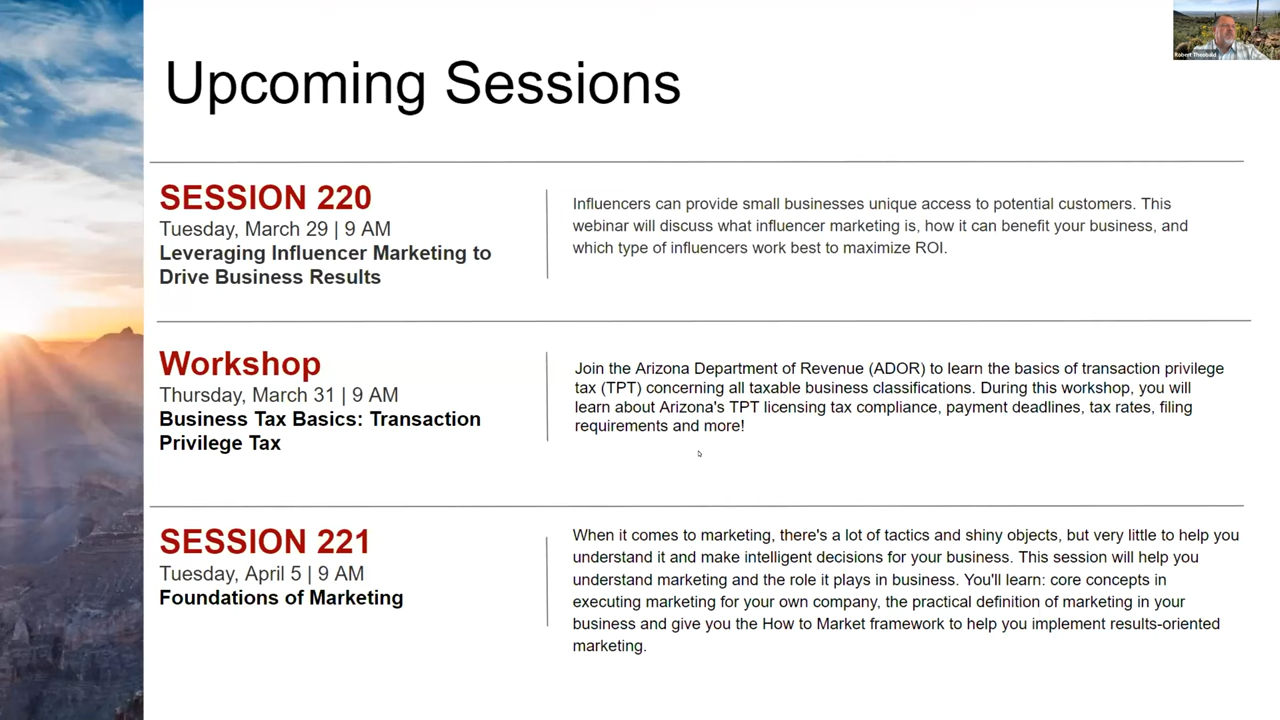 Upcoming Sessions
Robert Theobald
SESSION 220
Tuesday, March 29 | 9 AM
Leveraging Influencer Marketing to
Drive Business Results
Influencers can provide small businesses unique access to potential customers. This
webinar will discuss what influencer marketing is, how it can benefit your business, and
which type of influencers work best to maximize ROI.
Workshop
Thursday, March 31 | 9 AM
Business Tax Basics: Transaction
Privilege Tax
Join the Arizona Department of Revenue (ADOR) to learn the basics of transaction privilege
tax (TPT) concerning all taxable business classifications. During this workshop, you will
learn about Arizona's TPT licensing tax compliance, payment deadlines, tax rates, filing
requirements and more!
SESSION 221
Tuesday, April 5 | 9 AM
Foundations of Marketing
When it comes to marketing, there's a lot of tactics and shiny objects, but very little to help you
understand it and make intelligent decisions for your business. This session will help you
understand marketing and the role it plays in business. You'll learn: core concepts in
executing marketing for your own company, the practical definition of marketing in your
business and give you the How to Market framework to help you implement results-oriented
marketing.